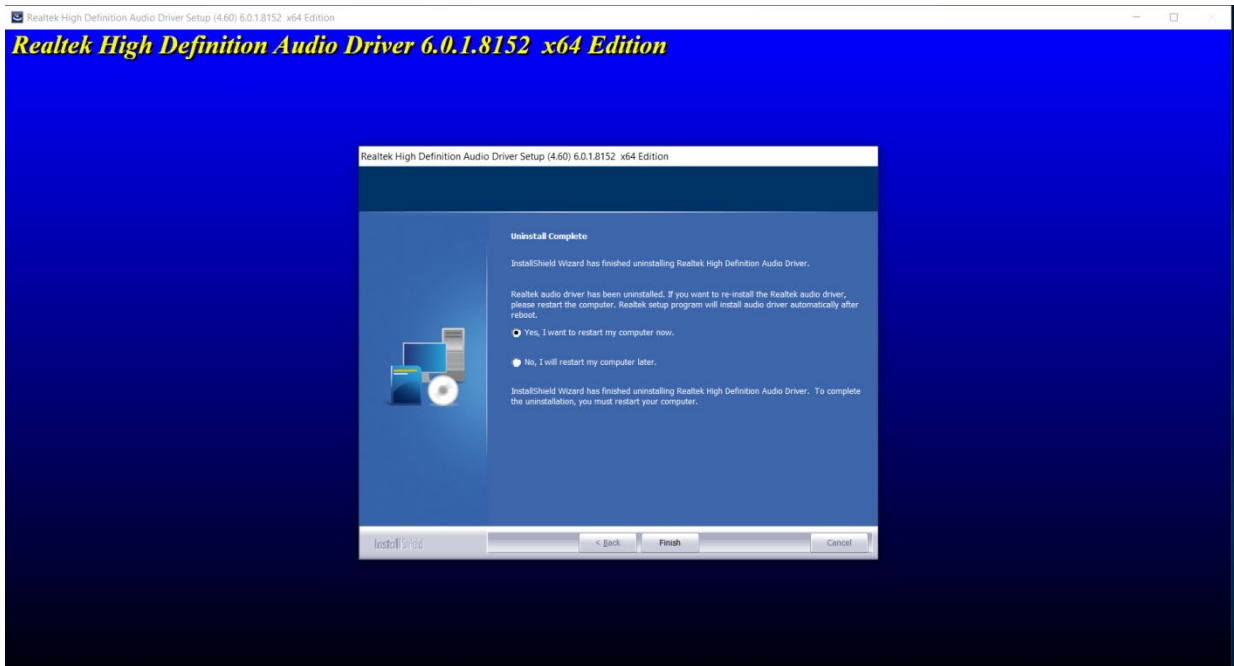 Realtek High Definition Audio Driver Setup (4.60) 6.0.1.8152 x64 Edition
Realtek High Definition Audio Driver 6.0.1.8152 x64 Edition
Realtek High Definition Audio Driver Setup (4.60) 6.0.1.8152 x64 Edition
Uninstall Complete
InstallShield Wizard has finished uninstalling Realtek High Definition Audio Driver.
Realtek audio driver has been uninstalled. If you want to re-install the Realtek audio driver,
please restart the computer. Realtek setup program will install audio driver automatically after
reboot.
Yes, I want to restart my computer now.
No, I will restart my computer later.
InstallShield Wizard has finished uninstalling Realtek High Definition Audio Driver. To complete
the uninstallation, you must restart your computer.
InstallShield
< Back
Finish
Cancel